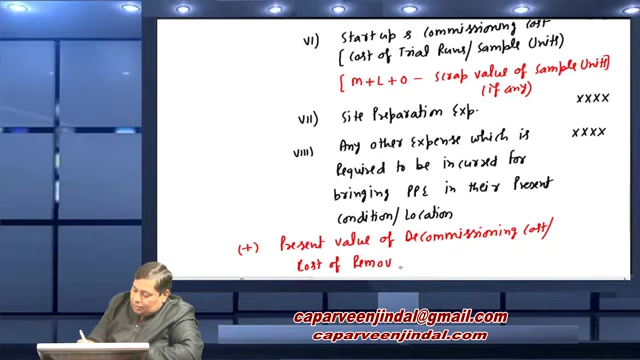 VI) Start up & Commissioning Cost
[Cost of Trial Runs/Sample Units)
[M+L+O - Scrap value of Sample Units]
(if any)
VII) Site Preparation Exp. XXXX
VIII) Any other Expense which is XXXX
Required to be incurred for
bringing PPE in their Present
Condition/Location
(+) Present value of Decommissioning Cost/
Cost of Remov
caparveenjindal@gmail.com
caparveenjindal.com